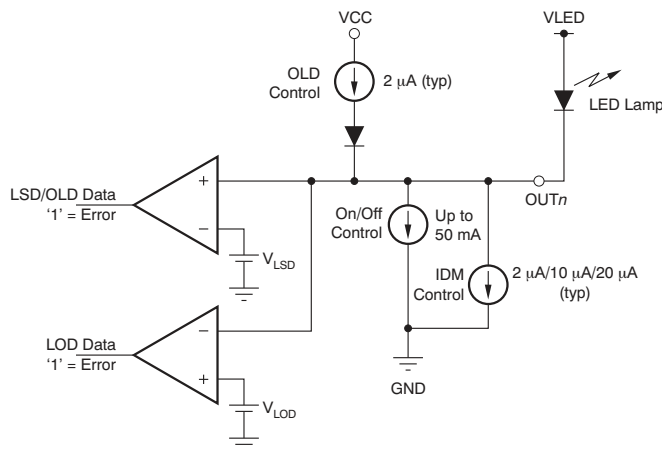 VCC
VLED
OLD
Control
2 μA (typ)
LED Lamp
LSD/OLD Data
'1' = Error
+
−
V_LSD
OUTn
On/Off
Control
Up to
50 mA
IDM
Control
2 μA/10 μA/20 μA
(typ)
LOD Data
'1' = Error
−
+
V_LOD
GND